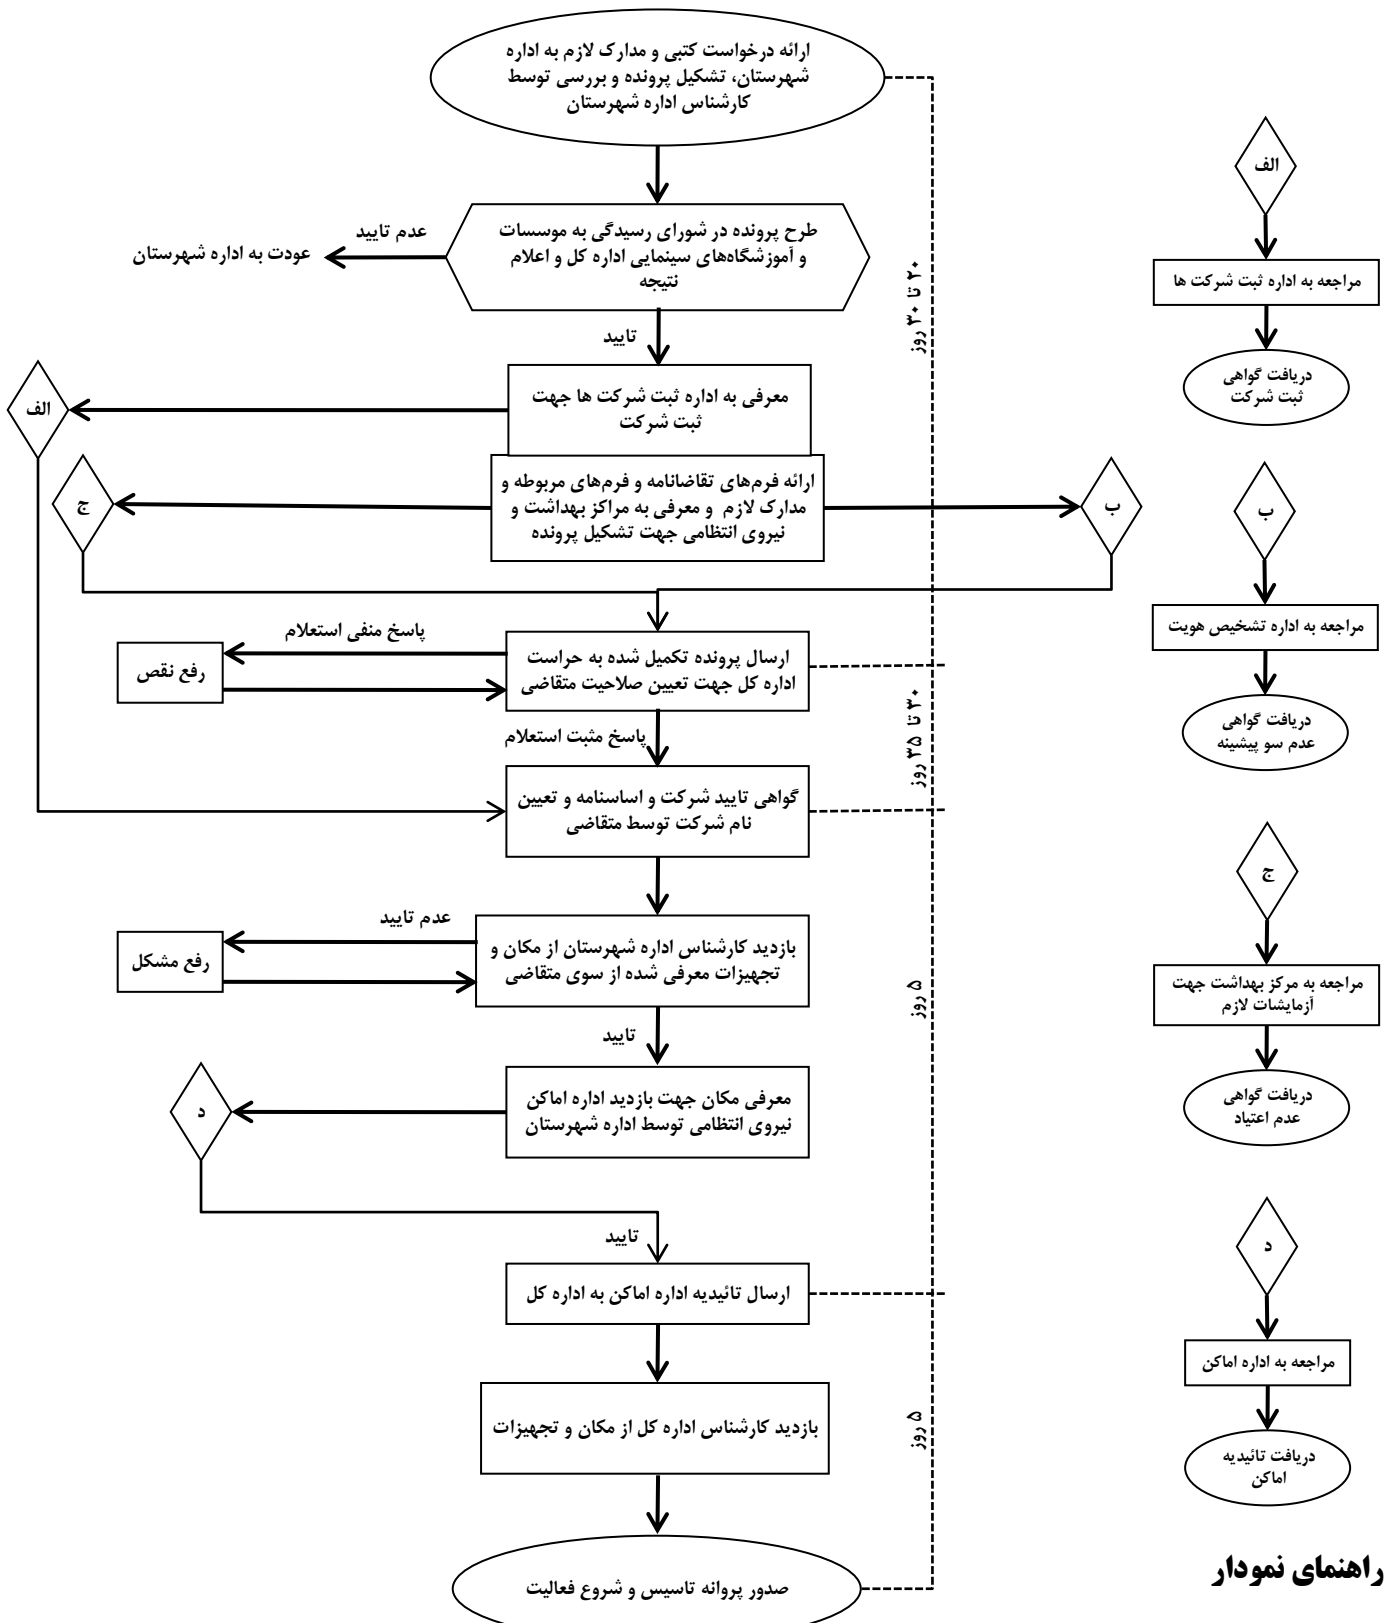 ارائه درخواست کتبی و مدارک لازم به اداره
شهرستان، تشکیل پرونده و بررسی توسط
کارشناس اداره شهرستان
طرح پرونده در شورای رسیدگی به موسسات
و آموزشگاه‌های سینمایی اداره کل و اعلام
نتیجه
عدم تایید
عودت به اداره شهرستان
تایید
معرفی به اداره ثبت شرکت ها جهت
ثبت شرکت
الف
ارائه فرم‌های تقاضانامه و فرم‌های مربوطه و
مدارک لازم و معرفی به مراکز بهداشت و
نیروی انتظامی جهت تشکیل پرونده
ب
ج
ارسال پرونده تکمیل شده به حراست
اداره کل جهت تعیین صلاحیت متقاضی
پاسخ منفی استعلام
رفع نقص
پاسخ مثبت استعلام
گواهی تایید شرکت و اساسنامه و تعیین
نام شرکت توسط متقاضی
بازدید کارشناس اداره شهرستان از مکان و
تجهیزات معرفی شده از سوی متقاضی
عدم تایید
رفع مشکل
تایید
معرفی مکان جهت بازدید اداره اماکن
نیروی انتظامی توسط اداره شهرستان
د
تایید
ارسال تائیدیه اداره اماکن به اداره کل
بازدید کارشناس اداره کل از مکان و تجهیزات
صدور پروانه تاسیس و شروع فعالیت
۲۰ تا ۳۰ روز
۳۰ تا ۳۵ روز
۵ روز
۵ روز
الف
مراجعه به اداره ثبت شرکت ها
دریافت گواهی
ثبت شرکت
ب
مراجعه به اداره تشخیص هویت
دریافت گواهی
عدم سو پیشینه
ج
مراجعه به مرکز بهداشت جهت
آزمایشات لازم
دریافت گواهی
عدم اعتیاد
د
مراجعه به اداره اماکن
دریافت تائیدیه
اماکن
راهنمای نمودار